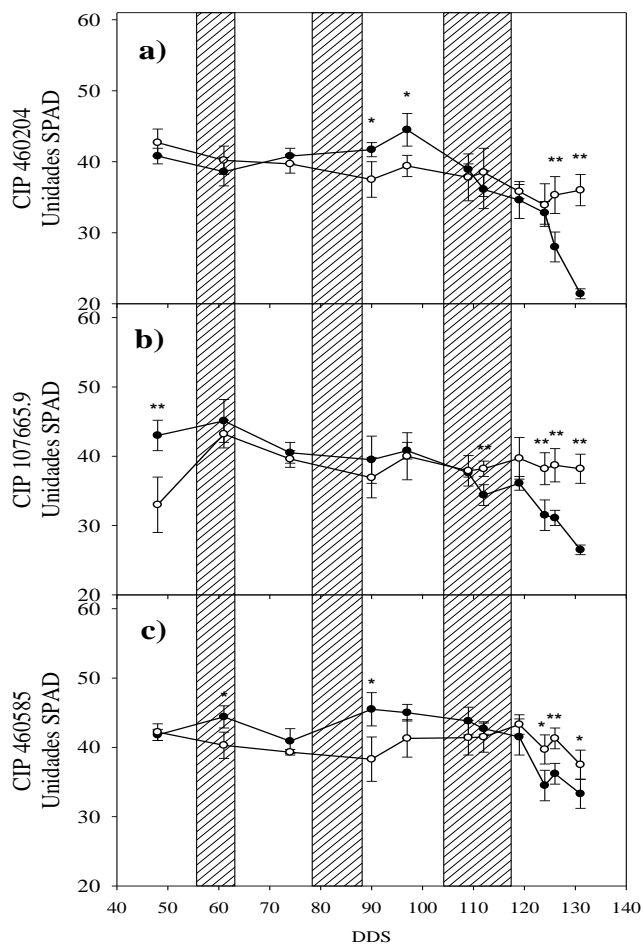 a)
CIP 460204
Unidades SPAD
60
50
40
30
20
* *
** **
b)
CIP 107665.9
Unidades SPAD
60
50
40
30
20
**
** ** ** **
c)
CIP 460585
Unidades SPAD
60
50
40
30
20
* *
* ** *
40 50 60 70 80 90 100 110 120 130 140
DDS